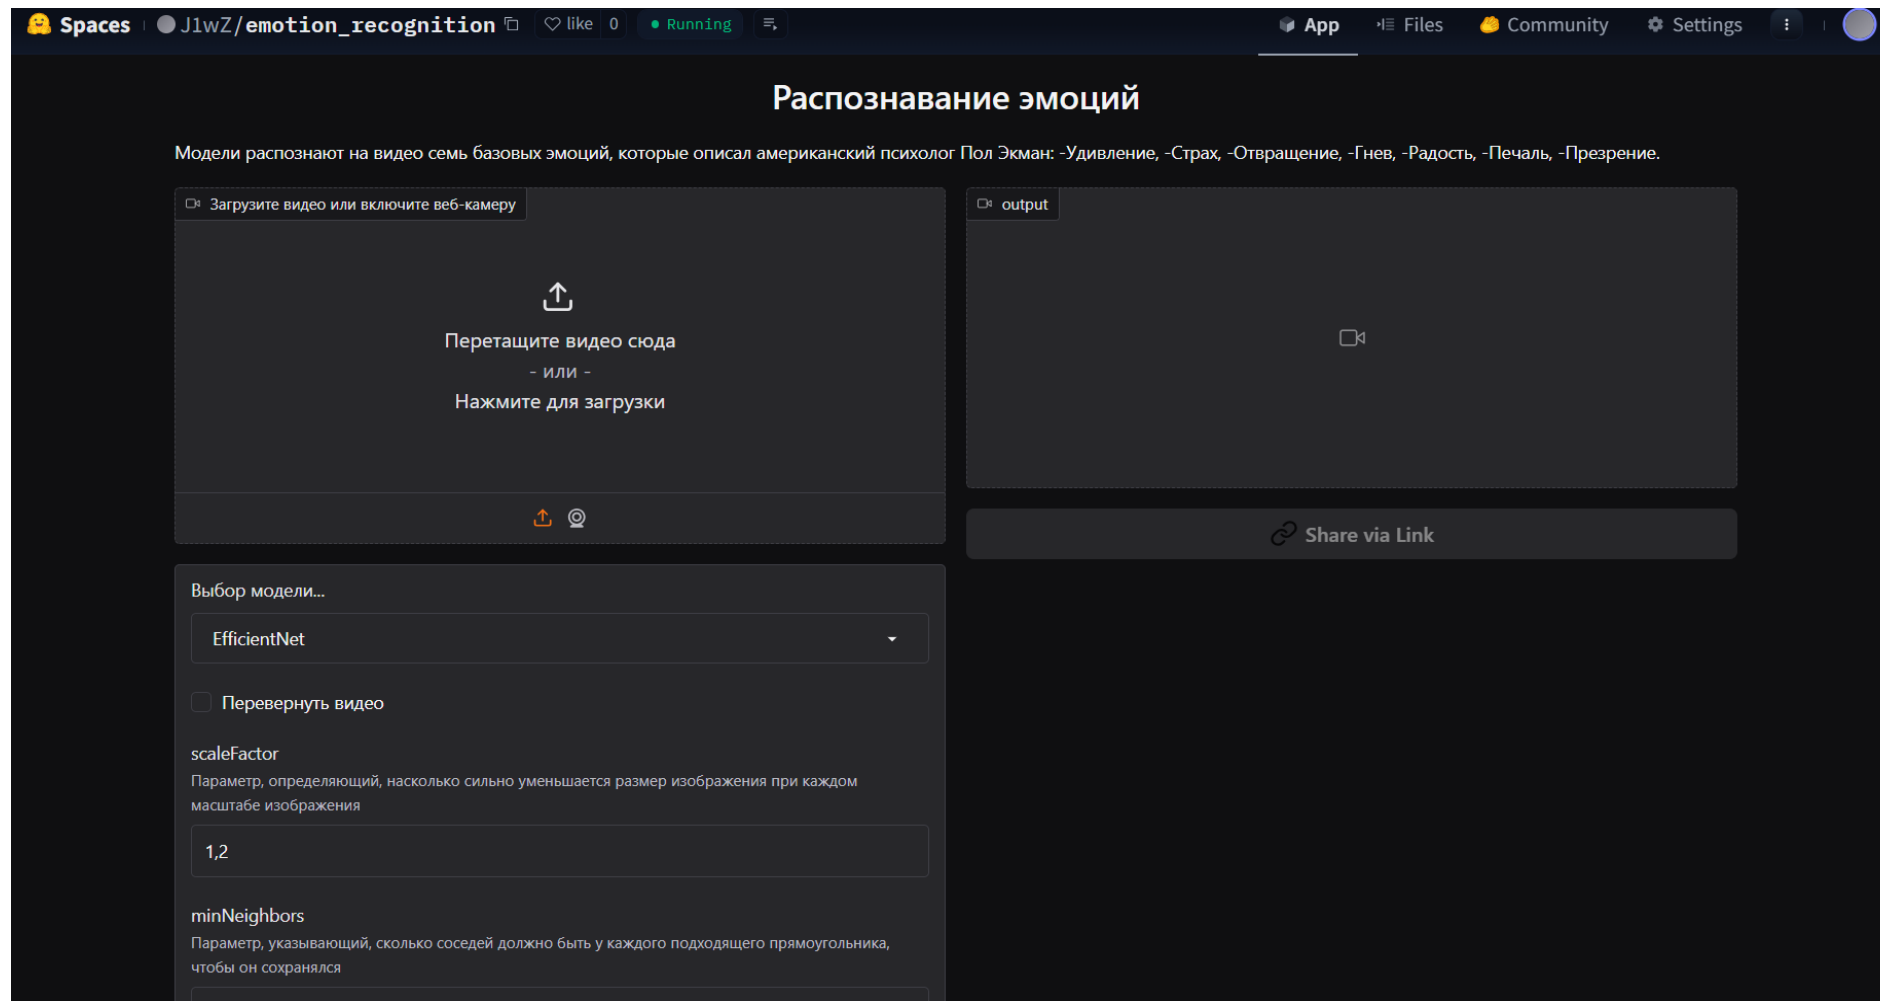 Spaces J1wZ/emotion_recognition like 0 Running App Files Community Settings
Распознавание эмоций
Модели распознают на видео семь базовых эмоций, которые описал американский психолог Пол Экман: -Удивление, -Страх, -Отвращение, -Гнев, -Радость, -Печаль, -Презрение.
Загрузите видео или включите веб-камеру
Перетащите видео сюда
- или -
Нажмите для загрузки
output
Share via Link
Выбор модели...
EfficientNet
Перевернуть видео
scaleFactor
Параметр, определяющий, насколько сильно уменьшается размер изображения при каждом
масштабе изображения
1,2
minNeighbors
Параметр, указывающий, сколько соседей должно быть у каждого подходящего прямоугольника,
чтобы он сохранялся